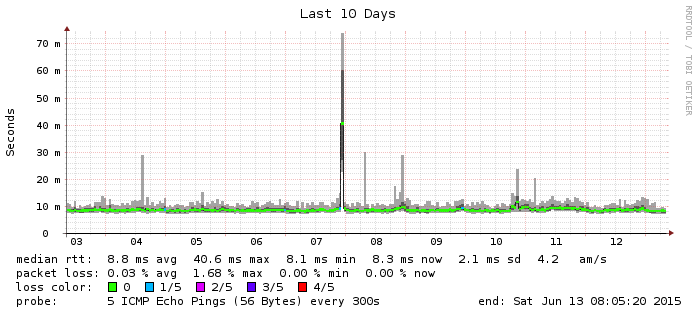 Last 10 Days
RRDTOOL / TOBI OETIKER
Seconds
70 m
60 m
50 m
40 m
30 m
20 m
10 m
0
03 04 05 06 07 08 09 10 11 12
median rtt: 8.8 ms avg 40.6 ms max 8.1 ms min 8.3 ms now 2.1 ms sd 4.2 am/s
packet loss: 0.03 % avg 1.68 % max 0.00 % min 0.00 % now
loss color: 0 1/5 2/5 3/5 4/5
probe: 5 ICMP Echo Pings (56 Bytes) every 300s end: Sat Jun 13 08:05:20 2015